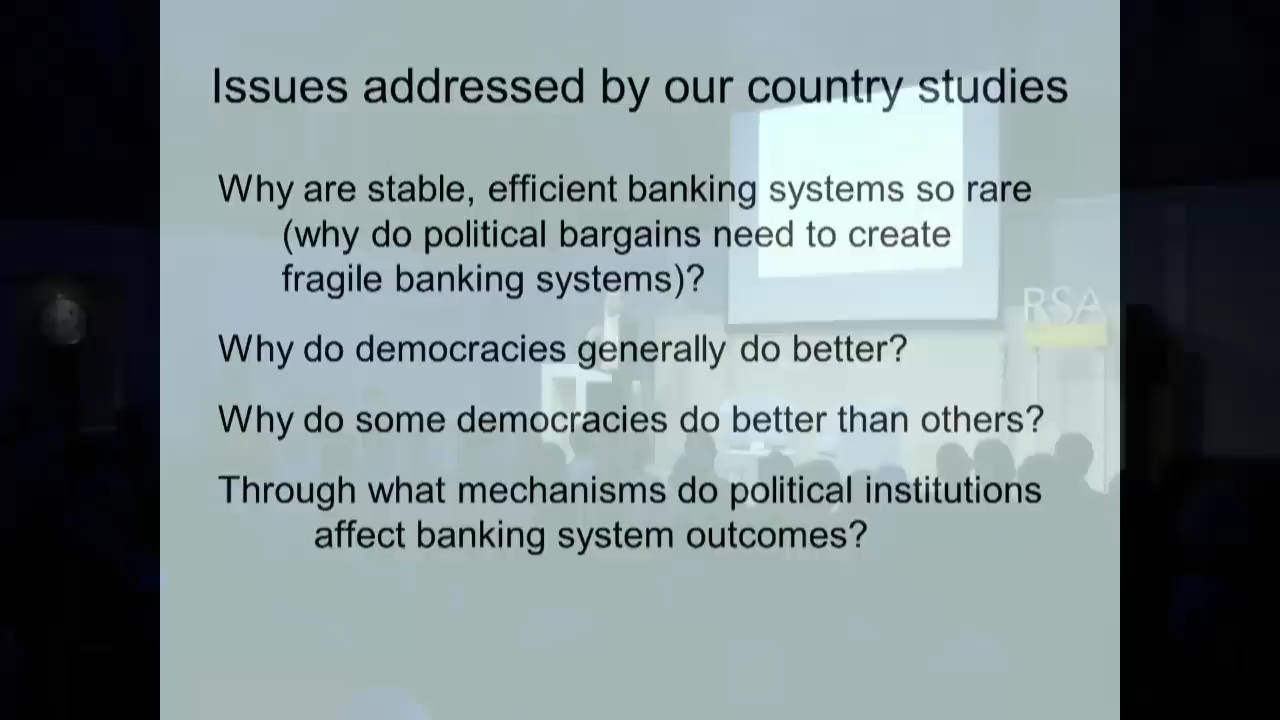 Issues addressed by our country studies
Why are stable, efficient banking systems so rare
(why do political bargains need to create
fragile banking systems)?
Why do democracies generally do better?
RSA
Why do some democracies do better than others?
Through what mechanisms do political institutions
affect banking system outcomes?